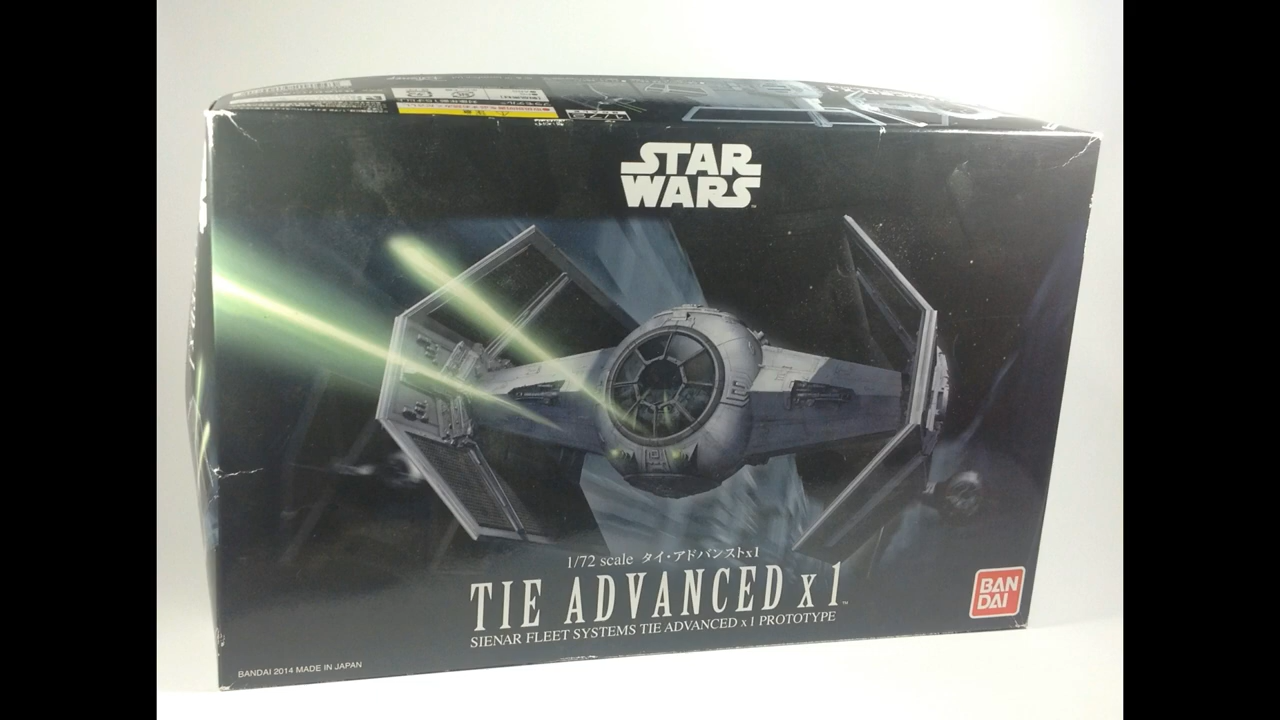 STAR
WARS
1/72 scale タイ・アドバンストx1
TIE ADVANCED x1™
SIENAR FLEET SYSTEMS TIE ADVANCED x1 PROTOTYPE
BAN
DAI
BANDAI 2014 MADE IN JAPAN